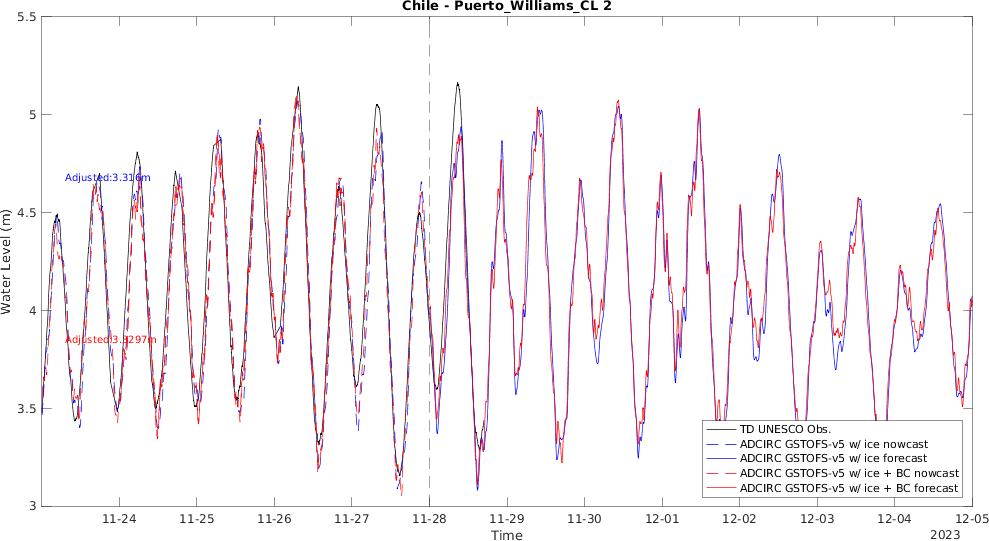 Chile - Puerto_Williams_CL 2
5.5
5
4.5
4
3.5
3
Water Level (m)
Adjusted:3.316m
Adjusted:3.3297m
TD UNESCO Obs.
ADCIRC GSTOFS-v5 w/ ice nowcast
ADCIRC GSTOFS-v5 w/ ice forecast
ADCIRC GSTOFS-v5 w/ ice + BC nowcast
ADCIRC GSTOFS-v5 w/ ice + BC forecast
11-24 11-25 11-26 11-27 11-28 11-29 11-30 12-01 12-02 12-03 12-04 12-05
Time
2023